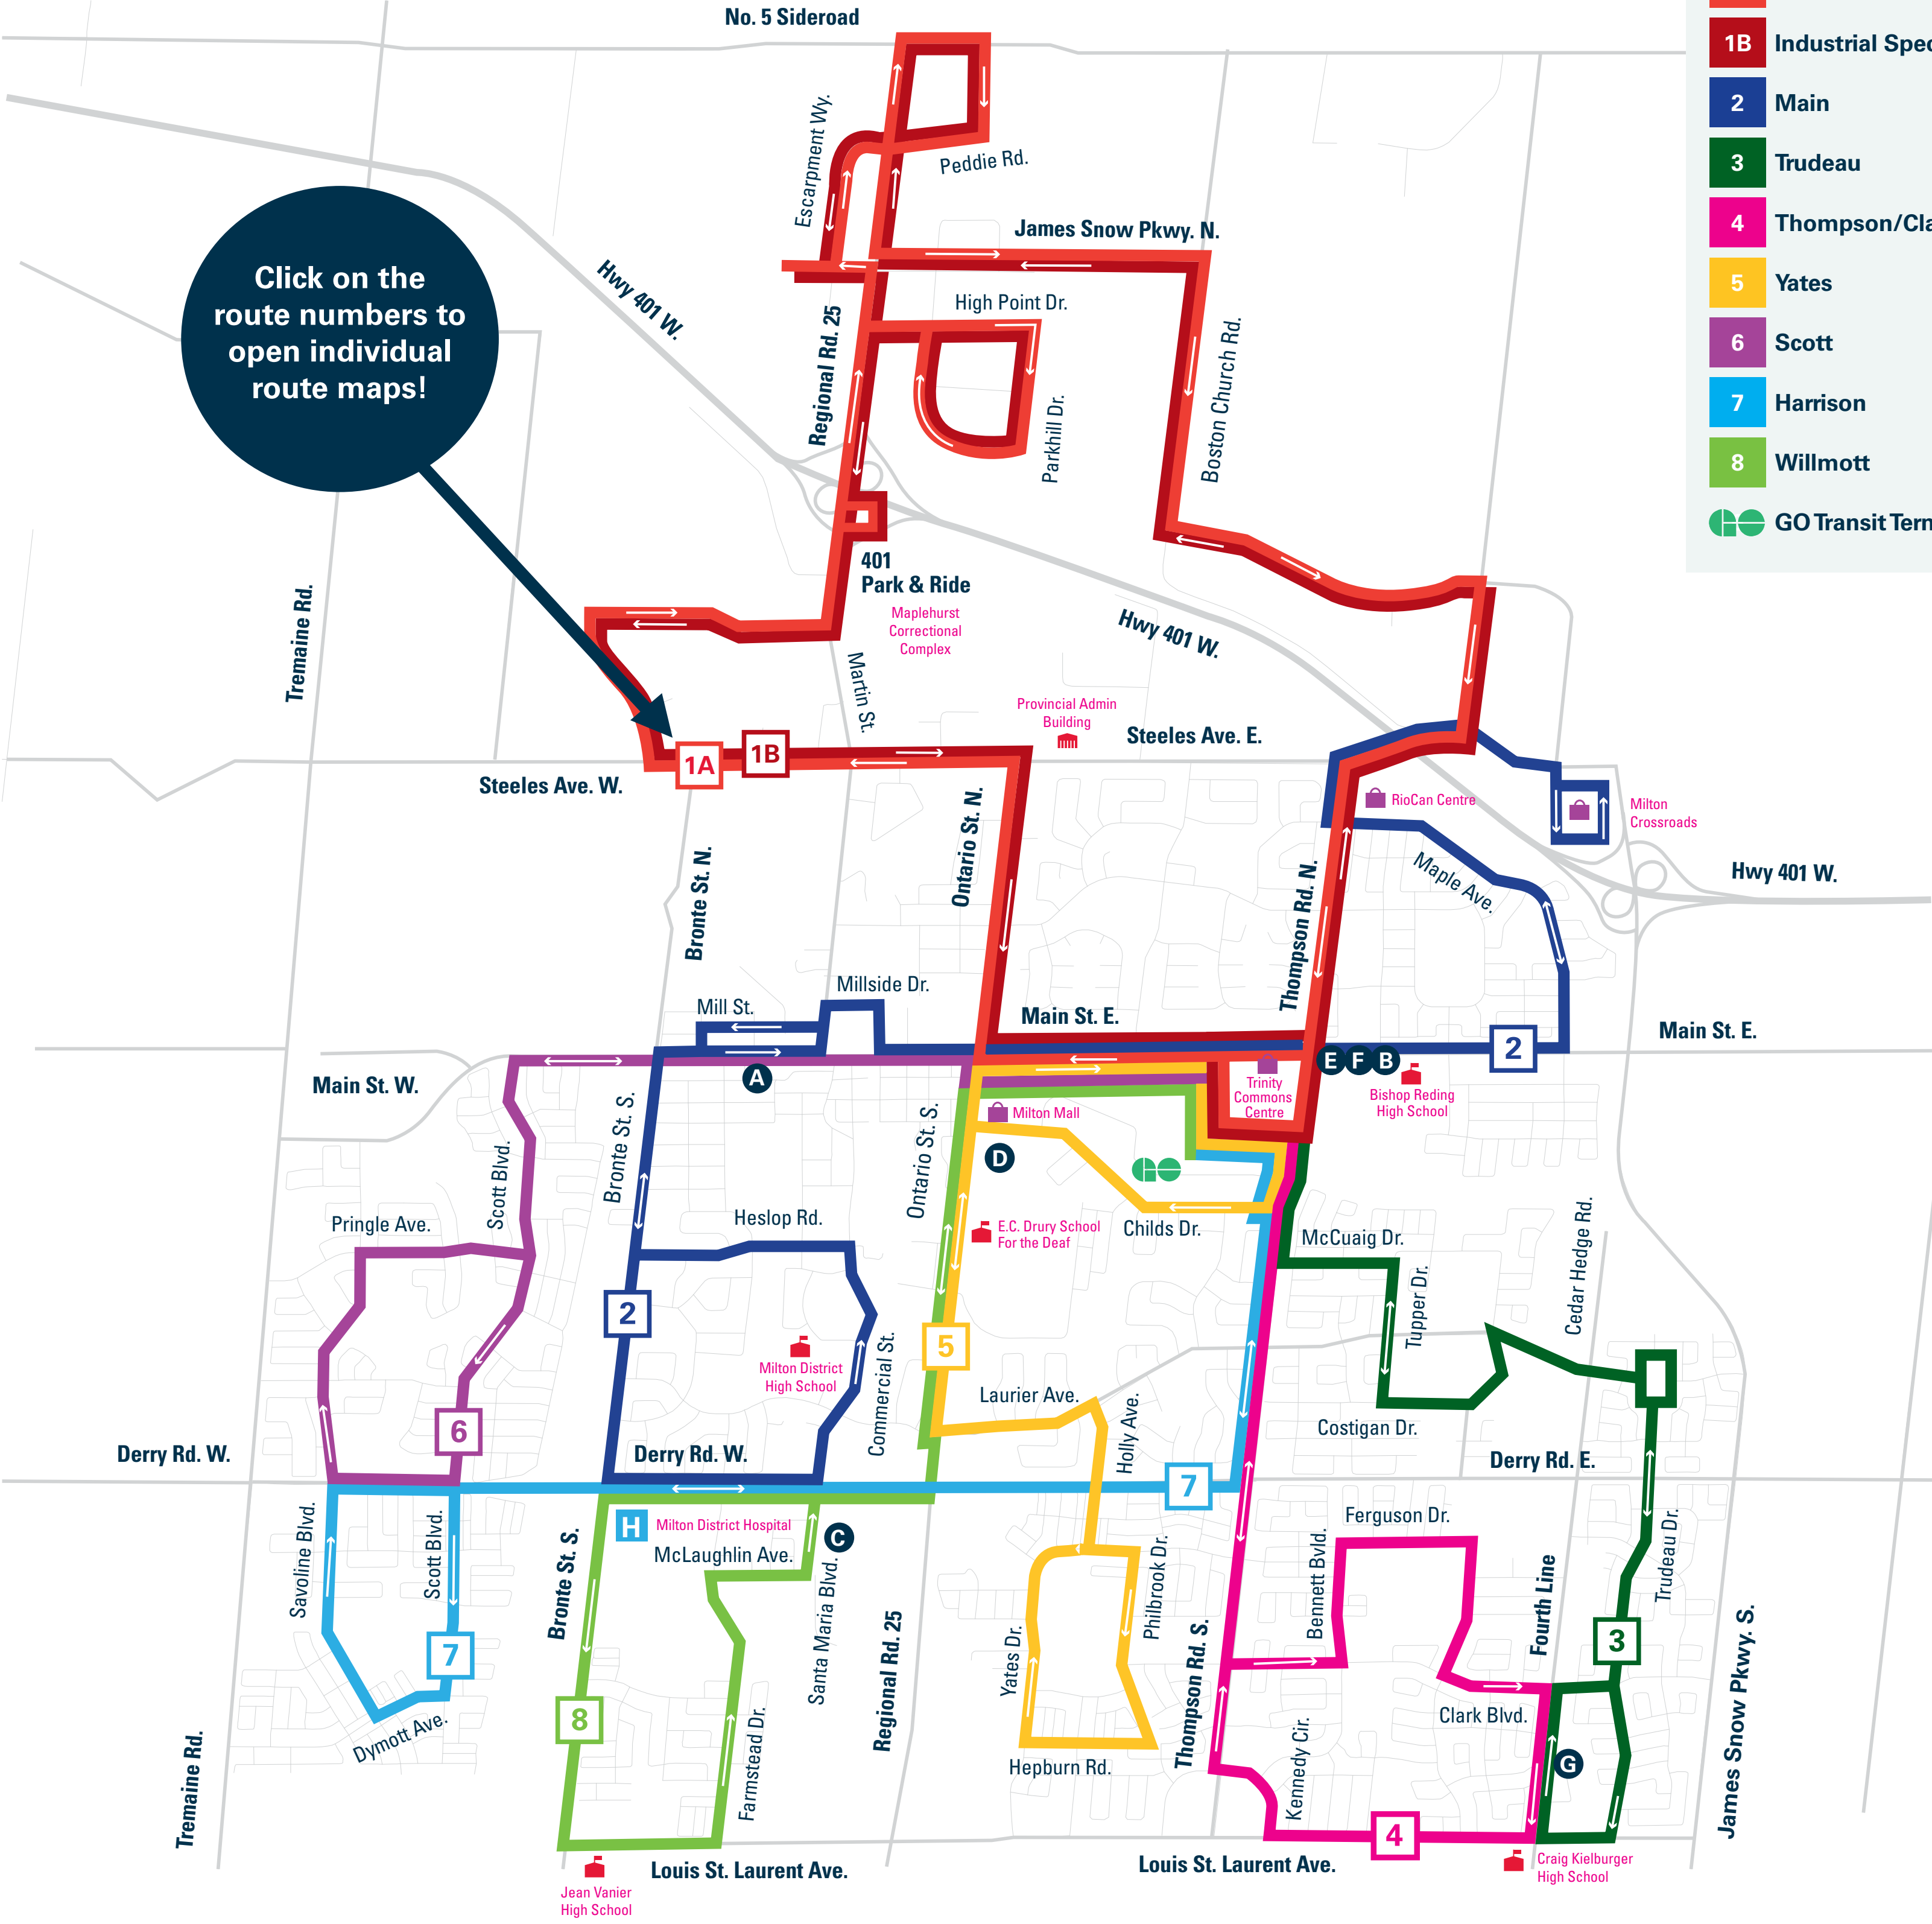 No. 5 Sideroad
1B Industrial Spec
2 Main
3 Trudeau
4 Thompson/Cla
5 Yates
6 Scott
7 Harrison
8 Willmott
GO Transit Term
Click on the
route numbers to
open individual
route maps!
Escarpment Wy.
Peddie Rd.
James Snow Pkwy. N.
Hwy 401 W.
Regional Rd. 25
High Point Dr.
Parkhill Dr.
Boston Church Rd.
401
Park & Ride
Maplehurst
Correctional
Complex
Hwy 401 W.
Tremaine Rd.
Martin St.
Provincial Admin
Building
Steeles Ave. E.
1A
1B
Steeles Ave. W.
RioCan Centre
Milton
Crossroads
Ontario St. N.
Maple Ave.
Hwy 401 W.
Bronte St. N.
Thompson Rd. N.
Millside Dr.
Mill St.
Main St. E.
Main St. E.
2
A
E F B
Main St. W.
Trinity
Commons
Centre
Bishop Reding
High School
Milton Mall
Bronte St. S.
Scott Blvd.
Ontario St. S.
D
Pringle Ave.
Heslop Rd.
E.C. Drury School
For the Deaf
Childs Dr.
McCuaig Dr.
Cedar Hedge Rd.
Tupper Dr.
2
5
Milton District
High School
Commercial St.
Laurier Ave.
Holly Ave.
Costigan Dr.
6
Derry Rd. W.
Derry Rd. W.
Derry Rd. E.
7
H
Milton District Hospital
C
McLaughlin Ave.
Savoline Blvd.
Scott Blvd.
Bronte St. S.
Santa Maria Blvd.
Philbrook Dr.
Ferguson Dr.
Bennett Bvld.
Fourth Line
Trudeau Dr.
7
3
Yates Dr.
Regional Rd. 25
Thompson Rd. S.
8
Dymott Ave.
Farmstead Dr.
Hepburn Rd.
Kennedy Cir.
Clark Blvd.
G
James Snow Pkwy. S.
Tremaine Rd.
4
Louis St. Laurent Ave.
Louis St. Laurent Ave.
Craig Kielburger
High School
Jean Vanier
High School